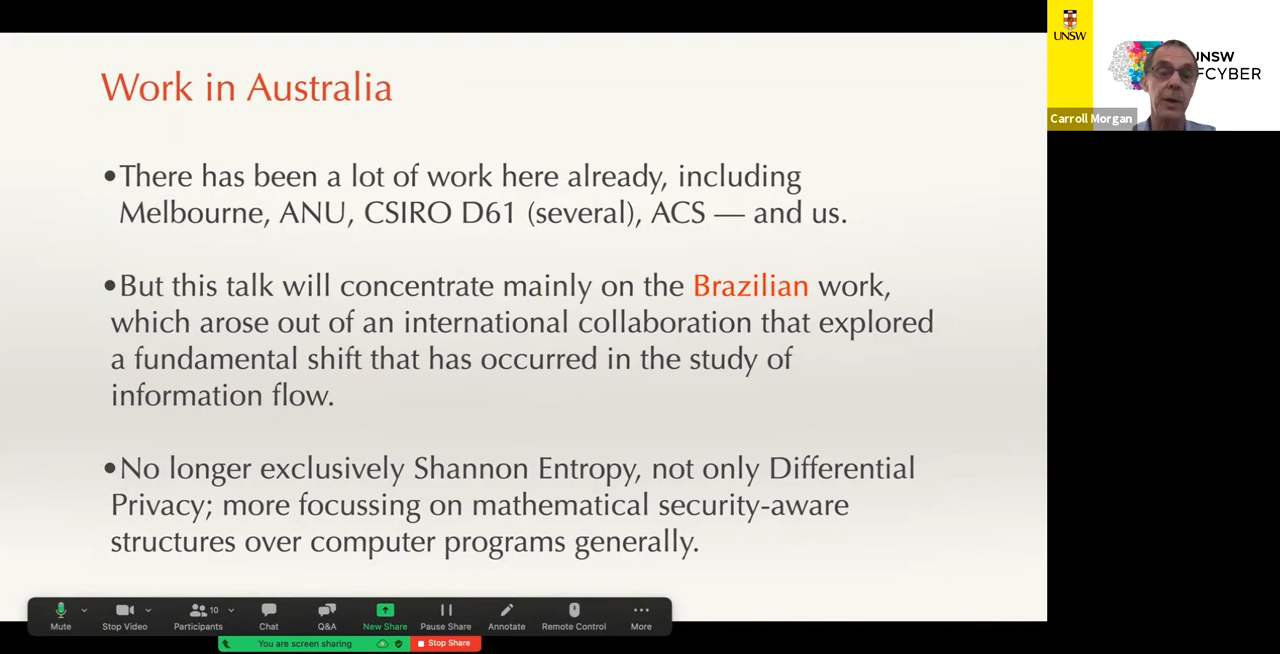 Work in Australia
•There has been a lot of work here already, including
Melbourne, ANU, CSIRO D61 (several), ACS — and us.
•But this talk will concentrate mainly on the Brazilian work,
which arose out of an international collaboration that explored
a fundamental shift that has occurred in the study of
information flow.
•No longer exclusively Shannon Entropy, not only Differential
Privacy; more focussing on mathematical security-aware
structures over computer programs generally.
UNSW
UNSW
CYBER
Carroll Morgan
10
Mute
Stop Video
Participants
Chat
Q&A
New Share
Pause Share
Annotate
Remote Control
More
You are screen sharing
Stop Share